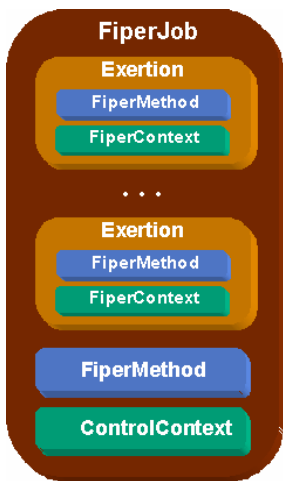 FiperJob
Exertion
FiperMethod
FiperContext
...
Exertion
FiperMethod
FiperContext
FiperMethod
ControlContext